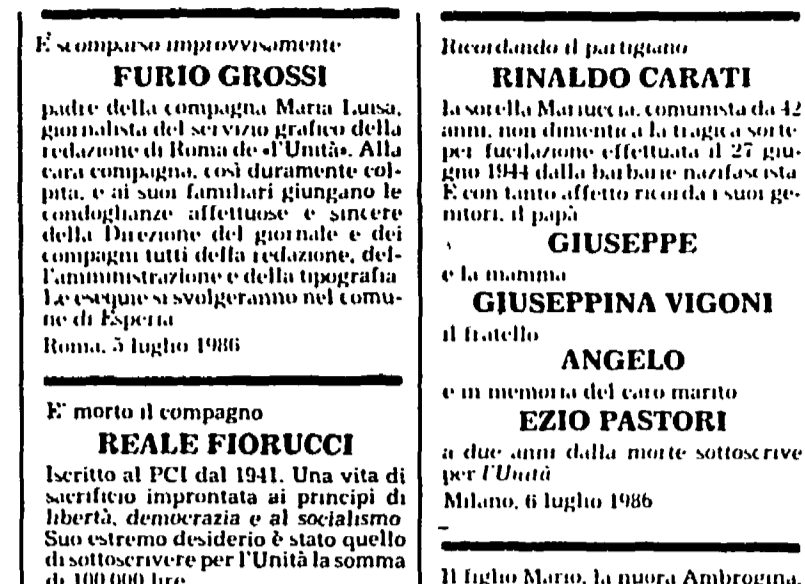 È scomparso improvvisamente
FURIO GROSSI
padre della compagna Maria Luisa,
giornalista del servizio grafico della
redazione di Roma de «l'Unità». Alla
cara compagna, così duramente col-
pita, e ai suoi familiari giungano le
condoglianze affettuose e sincere
della Direzione del giornale e dei
compagni tutti della redazione, del-
l'amministrazione e della tipografia
Le esequie si svolgeranno nel comu-
ne di Esperia
Roma, 5 luglio 1986
E' morto il compagno
REALE FIORUCCI
Iscritto al PCI dal 1941. Una vita di
sacrificio improntata ai principi di
libertà, democrazia e al socialismo
Suo estremo desiderio è stato quello
di sottoscrivere per l'Unità la somma
di 100.000 lire
Ricordando il partigiano
RINALDO CARATI
la sorella Mariuccia, comunista da 42
anni, non dimentica la tragica sorte
per fucilazione effettuata il 27 giu-
gno 1944 dalla barbarie nazifascista
E con tanto affetto ricorda i suoi ge-
nitori, il papà
GIUSEPPE
e la mamma
GIUSEPPINA VIGONI
il fratello
ANGELO
e in memoria del caro marito
EZIO PASTORI
a due anni dalla morte sottoscrive
per l'Unità
Milano, 6 luglio 1986
Il figlio Mario, la nuora Ambrogina,